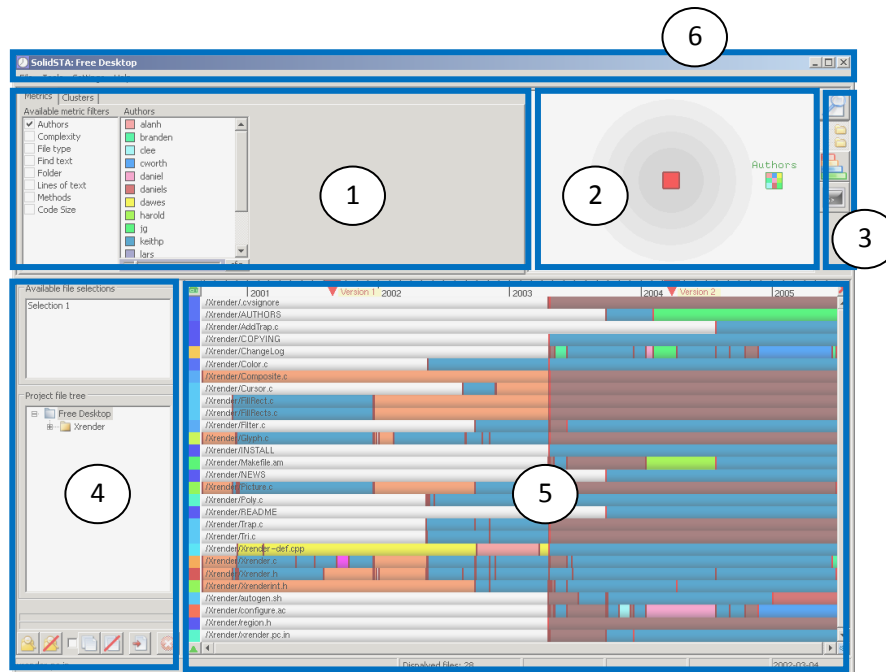 6
SolidSTA: Free Desktop
File Tools Settings Help
Metrics Clusters
Available metric filters
Authors
Complexity
File type
Find text
Folder
Lines of text
Methods
Code Size
Authors
alanh
branden
clee
cworth
daniel
daniels
dawes
harold
jg
keithp
lars
1
2
Authors
3
Available file selections
Selection 1
Project file tree
Free Desktop
Xrender
4
2001 Version 1 2002 2003 2004 Version 2 2005
/Xrender/.cvsignore
/Xrender/AUTHORS
/Xrender/AddTrap.c
/Xrender/COPYING
/Xrender/ChangeLog
/Xrender/Color.c
/Xrender/Composite.c
/Xrender/Cursor.c
/Xrender/FillRect.c
/Xrender/FillRects.c
/Xrender/Filter.c
/Xrender/Glyph.c
/Xrender/INSTALL
/Xrender/Makefile.am
/Xrender/NEWS
/Xrender/Picture.c
/Xrender/Poly.c
/Xrender/README
/Xrender/Trap.c
/Xrender/Tri.c
/Xrender/Xrender-def.cpp
/Xrender/Xrender.c
/Xrender/Xrender.h
/Xrender/Xrenderint.h
/Xrender/autogen.sh
/Xrender/configure.ac
/Xrender/region.h
/Xrender/xrender.pc.in
5
Displayed files: 28
2002-03-04